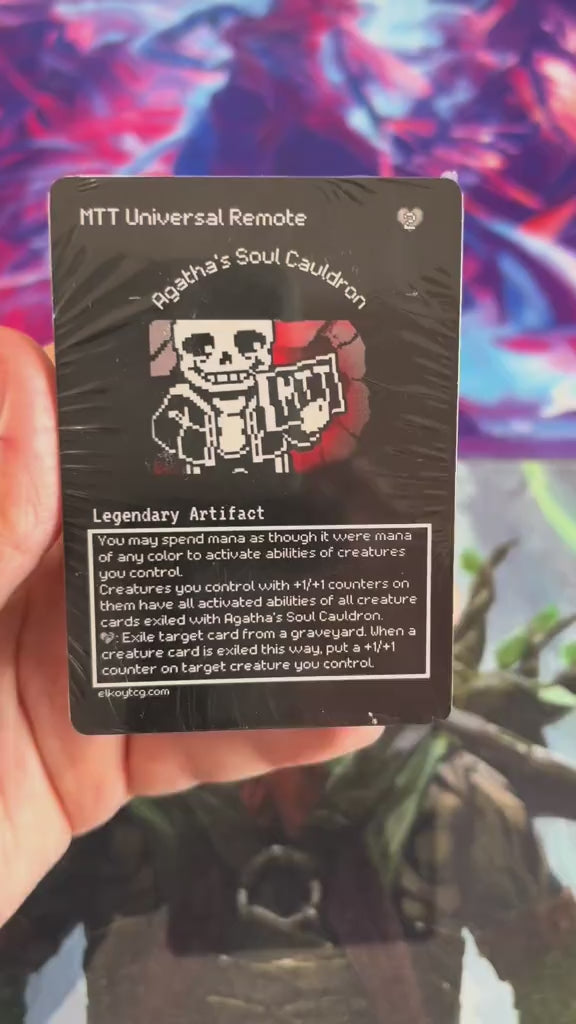 MTT Universal Remote
Agatha's Soul Cauldron
MTT
Legendary Artifact
You may spend mana as though it were mana
of any color to activate abilities of creatures
you control.
Creatures you control with +1/+1 counters on
them have all activated abilities of all creature
cards exiled with Agatha's Soul Cauldron.
: Exile target card from a graveyard. When a
creature card is exiled this way, put a +1/+1
counter on target creature you control.
elkoytcg.com